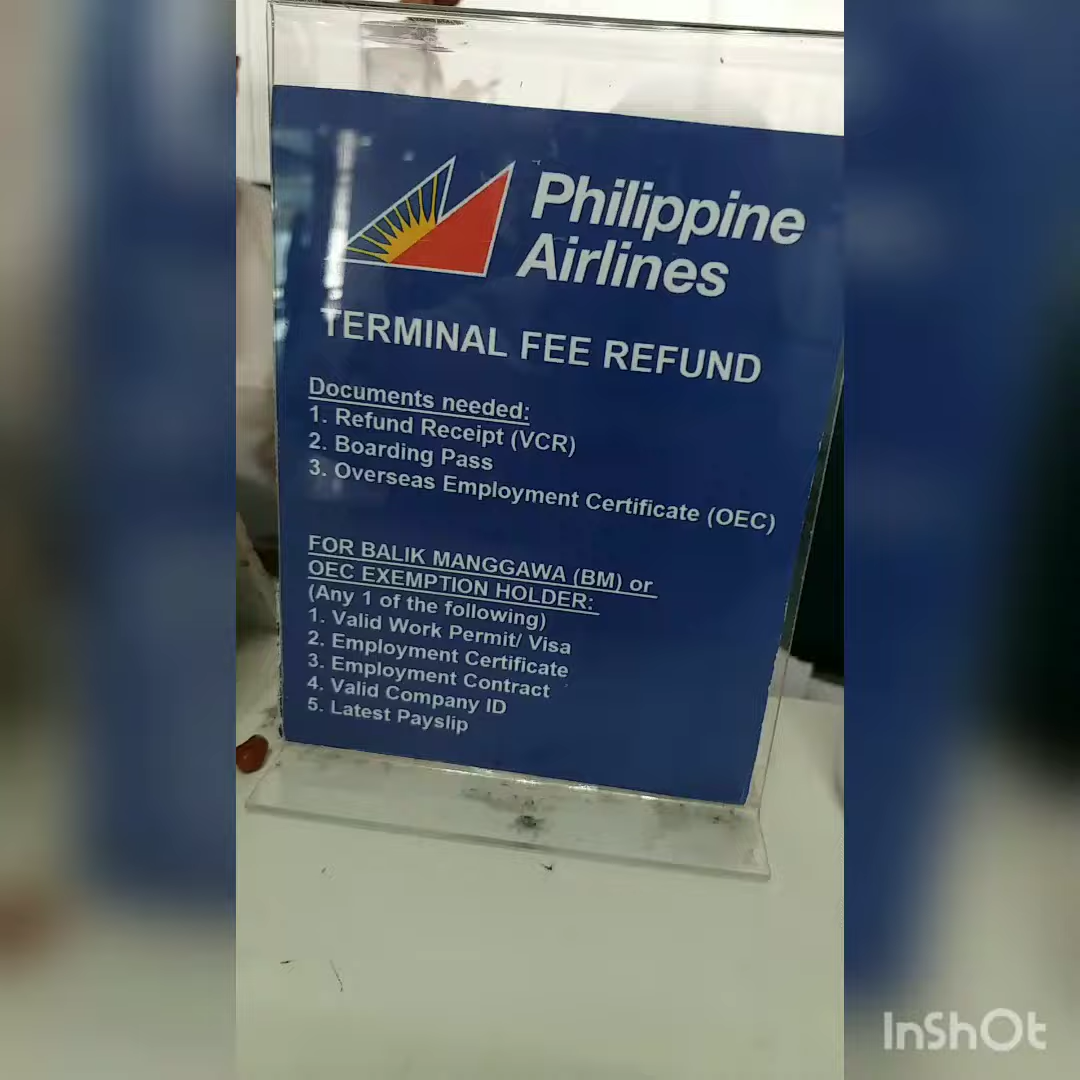 Philippine
Airlines
TERMINAL FEE REFUND
Documents needed:
1. Refund Receipt (VCR)
2. Boarding Pass
3. Overseas Employment Certificate (OEC)
FOR BALIK MANGGAWA (BM) or
OEC EXEMPTION HOLDER:
(Any 1 of the following)
1. Valid Work Permit/ Visa
2. Employment Certificate
3. Employment Contract
4. Valid Company ID
5. Latest Payslip
InShOt